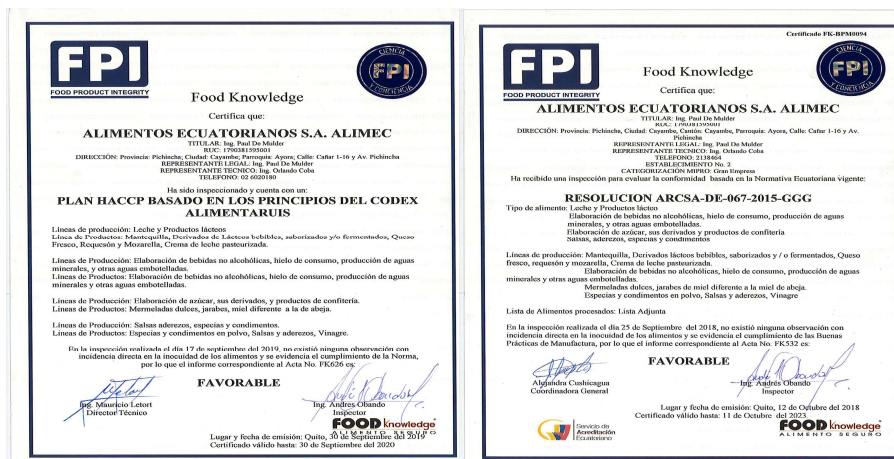 FPI
FOOD PRODUCT INTEGRITY
CIENCIA
FPI
Y CONCIENCIA
Food Knowledge
Certifica que:
ALIMENTOS ECUATORIANOS S.A. ALIMEC
TITULAR: Ing. Paul De Mulder
RUC: 1790381595001
DIRECCIÓN: Provincia: Pichincha; Ciudad: Cayambe; Parroquia: Ayora; Calle: Cañar 1-16 y Av. Pichincha
REPRESENTANTE LEGAL: Ing. Paul De Mulder
REPRESENTANTE TECNICO: Ing. Orlando Coba
TELEFONO: 02 6020180
Ha sido inspeccionado y cuenta con un:
PLAN HACCP BASADO EN LOS PRINCIPIOS DEL CODEX
ALIMENTARUIS
Líneas de producción: Leche y Productos lácteos
Línea de Productos: Mantequilla, Derivados de Lácteos bebibles, saborizados y/o fermentados, Queso
Fresco, Requesón y Mozarella, Crema de leche pasteurizada.
Líneas de Producción: Elaboración de bebidas no alcohólicas, hielo de consumo, producción de aguas
minerales, y otras aguas embotelladas.
Líneas de Productos: Elaboración de bebidas no alcohólicas, hielo de consumo, producción de aguas
minerales y otras aguas embotelladas.
Líneas de Producción: Elaboración de azúcar, sus derivados, y productos de confitería.
Líneas de Productos: Mermeladas dulces, jarabes, miel diferente a la de abeja.
Líneas de Producción: Salsas aderezos, especias y condimentos.
Líneas de Productos: Especias y condimentos en polvo, Salsas y aderezos, Vinagre.
En la inspección realizada el día 17 de septiembre del 2019, no existió ninguna observación con
incidencia directa en la inocuidad de los alimentos y se evidencia el cumplimiento de la Norma,
por lo que el informe correspondiente al Acta No. FK626 es:
FAVORABLE
Ing. Mauricio Letort
Director Técnico
Ing. Andrés Obando
Inspector
FOOD knowledge
ALIMENTO SEGURO
Lugar y fecha de emisión: Quito, 30 de Septiembre del 2019
Certificado válido hasta: 30 de Septiembre del 2020
Certificado FK-BPM0094
FPI
FOOD PRODUCT INTEGRITY
CIENCIA
FPI
Y CONCIENCIA
Food Knowledge
Certifica que:
ALIMENTOS ECUATORIANOS S.A. ALIMEC
TITULAR: Ing. Paul De Mulder
RUC: 1790381595001
DIRECCIÓN: Provincia: Pichincha, Ciudad: Cayambe, Cantón: Cayambe, Parroquia: Ayora, Calle: Cañar 1-16 y Av.
Pichincha
REPRESENTANTE LEGAL: Ing. Paul De Mulder
REPRESENTANTE TECNICO: Ing. Orlando Coba
TELEFONO: 2138464
ESTABLECIMIENTO No. 2
CATEGORIZACIÓN MIPRO: Gran Empresa
Ha recibido una inspección para evaluar la conformidad basada en la Normativa Ecuatoriana vigente:
RESOLUCION ARCSA-DE-067-2015-GGG
Tipo de alimento: Leche y Productos lácteo
Elaboración de bebidas no alcohólicas, hielo de consumo, producción de aguas
minerales, y otras aguas embotelladas.
Elaboración de azúcar, sus derivados y productos de confitería
Salsas, aderezos, especias y condimentos
Líneas de producción: Mantequilla, Derivados lácteos bebibles, saborizados y / o fermentados, Queso
fresco, requesón y mozarella, Crema de leche pasteurizada.
Elaboración de bebidas no alcohólicas, hielo de consumo, producción de aguas
minerales y otras aguas embotelladas.
Mermeladas dulces, jarabes de miel diferente a la miel de abeja.
Especias y condimentos en polvo, Salsas y aderezos, Vinagre
Lista de Alimentos procesados: Lista Adjunta
En la inspección realizada el día 25 de Septiembre del 2018, no existió ninguna observación con
incidencia directa en la inocuidad de los alimentos y se evidencia el cumplimiento de las Buenas
Prácticas de Manufactura, por lo que el informe correspondiente al Acta No. FK532 es:
FAVORABLE
Alejandra Cushicagua
Coordinadora General
Ing. Andrés Obando
Inspector
Lugar y fecha de emisión: Quito, 12 de Octubre del 2018
Certificado válido hasta: 11 de Octubre del 2023
Servicio de
Acreditación
Ecuatoriano
FOOD knowledge
ALIMENTO SEGURO